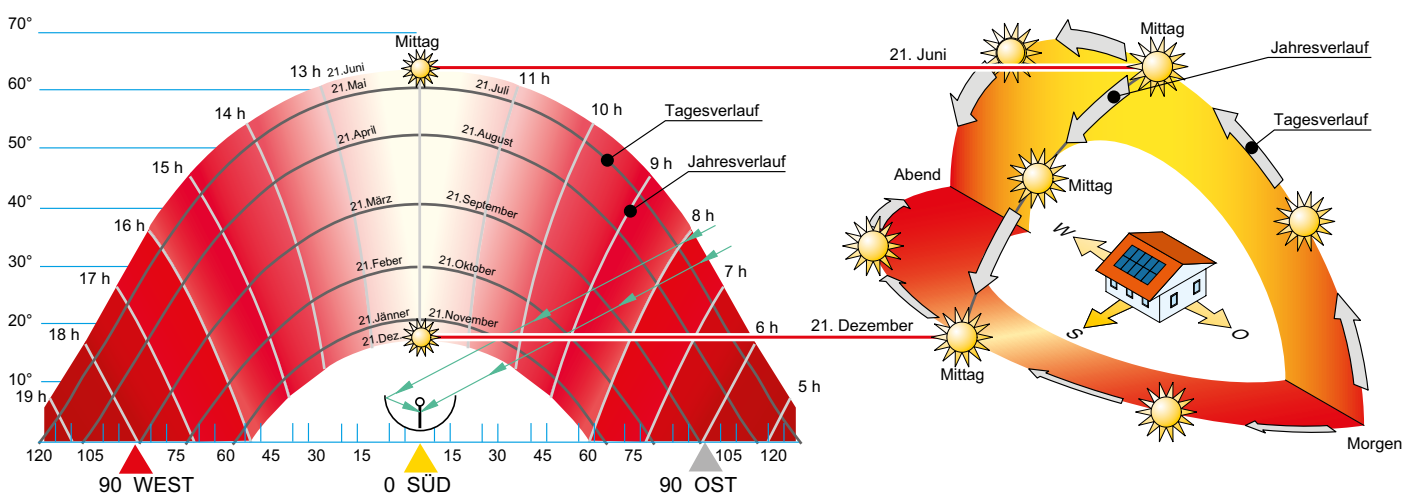 70°
60°
50°
40°
30°
20°
10°
Mittag
13 h
21.Juni
21.Mai
21.Juli
11 h
14 h
10 h
21.April
21.August
15 h
9 h
21.März
21.September
16 h
8 h
17 h
21.Feber
21.Oktober
7 h
18 h
21.Jänner
21.November
6 h
21.Dez.
19 h
5 h
Tagesverlauf
Jahresverlauf
120 105 75 60 45 30 15 15 30 45 60 75 105 120
90 WEST
0 SÜD
90 OST
21. Juni
21. Dezember
Mittag
Jahresverlauf
Tagesverlauf
Abend
Mittag
W
S
O
Mittag
Morgen